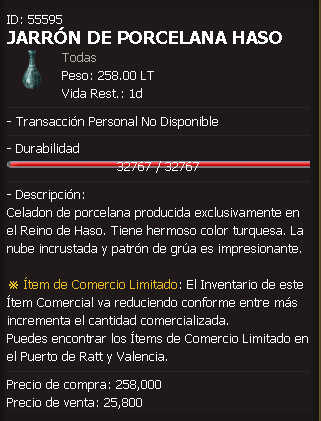 ID: 55595
JARRÓN DE PORCELANA HASO
Todas
Peso: 258.00 LT
Vida Rest.: 1d
- Transacción Personal No Disponible
- Durabilidad
32767 / 32767
- Descripción:
Celadon de porcelana producida exclusivamente en
el Reino de Haso. Tiene hermoso color turquesa. La
nube incrustada y patrón de grúa es impresionante.
※ Ítem de Comercio Limitado: El Inventario de este
Ítem Comercial va reduciendo conforme entre más
incrementa el cantidad comercializada.
Puedes encontrar los Ítems de Comercio Limitado en
el Puerto de Ratt y Valencia.
Precio de compra: 258,000
Precio de venta: 25,800